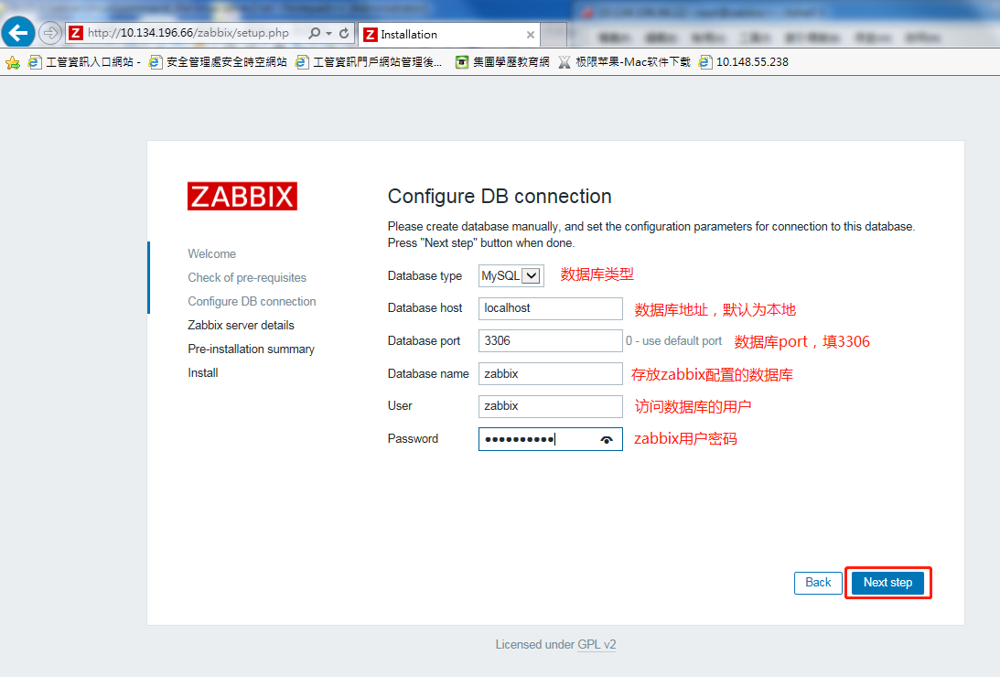 http://10.134.196.66/zabbix/setup.php
Z Installation
工管資訊入口網站 - 安全管理處安全時空網站 工管資訊門戶網站管理後... 集團學歷教育網 极限苹果-Mac软件下载 10.148.55.238
ZABBIX
Welcome
Check of pre-requisites
Configure DB connection
Zabbix server details
Pre-installation summary
Install
Configure DB connection
Please create database manually, and set the configuration parameters for connection to this database.
Press "Next step" button when done.
Database type MySQL 数据库类型
Database host localhost 数据库地址，默认为本地
Database port 3306 0 - use default port 数据库port，填3306
Database name zabbix 存放zabbix配置的数据库
User zabbix 访问数据库的用户
Password ●●●●●●●●●● zabbix用户密码
Back Next step
Licensed under GPL v2